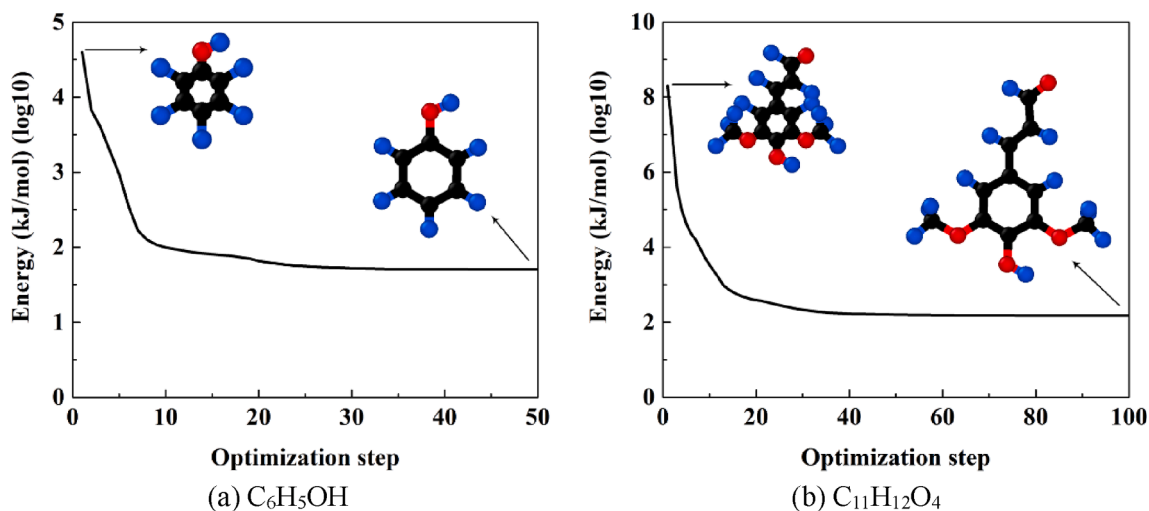 5
4
3
2
1
0
Energy (kJ/mol) (log10)
0 10 20 30 40 50
Optimization step
(a) C₆H₅OH
10
8
6
4
2
0
Energy (kJ/mol) (log10)
0 20 40 60 80 100
Optimization step
(b) C₁₁H₁₂O₄